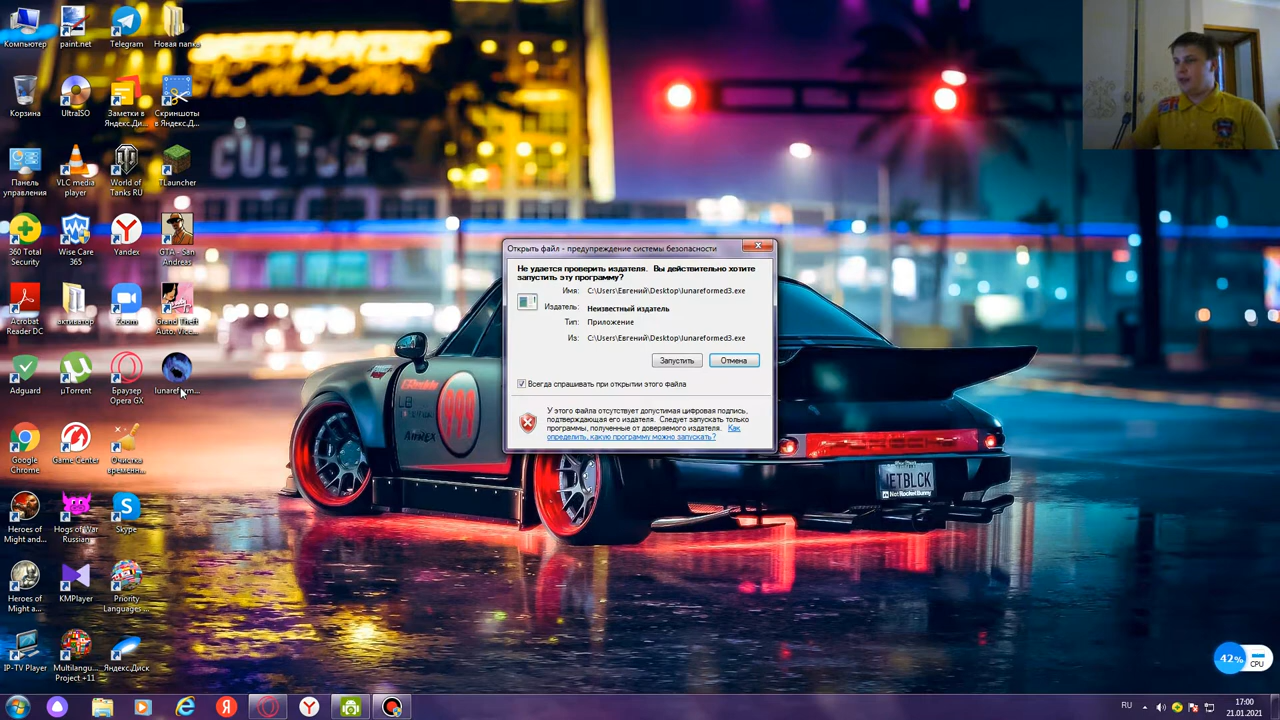 Компьютер
paint.net
Telegram
Новая папка
Корзина
UltraISO
Заметки в
Яндекс.Ди...
Скриншоты
в Яндекс.Д...
Панель
управления
VLC media
player
World of
Tanks RU
TLauncher
360 Total
Security
Wise Care
365
Yandex
GTA - San
Andreas
Acrobat
Reader DC
активатор
Zoom
Grand Theft
Auto: Vice...
Adguard
µTorrent
Браузер
Opera GX
lunareform...
Google
Chrome
Game Center
Очистка
временн...
Heroes of
Might and...
Hogs of War
Russian
Skype
Heroes of
Might a...
KMPlayer
Priority
Languages ...
IP-TV Player
Multilangu...
Project +11
Яндекс.Диск
Открыть файл - предупреждение системы безопасности
Не удается проверить издателя. Вы действительно хотите
запустить эту программу?
Имя: C:\Users\Евгений\Desktop\lunareformed3.exe
Издатель: Неизвестный издатель
Тип: Приложение
Из: C:\Users\Евгений\Desktop\lunareformed3.exe
Запустить
Отмена
Всегда спрашивать при открытии этого файла
У этого файла отсутствует допустимая цифровая подпись,
подтверждающая его издателя. Следует запускать только
программы, полученные от доверяемого издателя. Как
определить, какую программу можно запускать?
JETBLCK
NotRocketBunny
42%
CPU
RU
17:00
21.01.2021